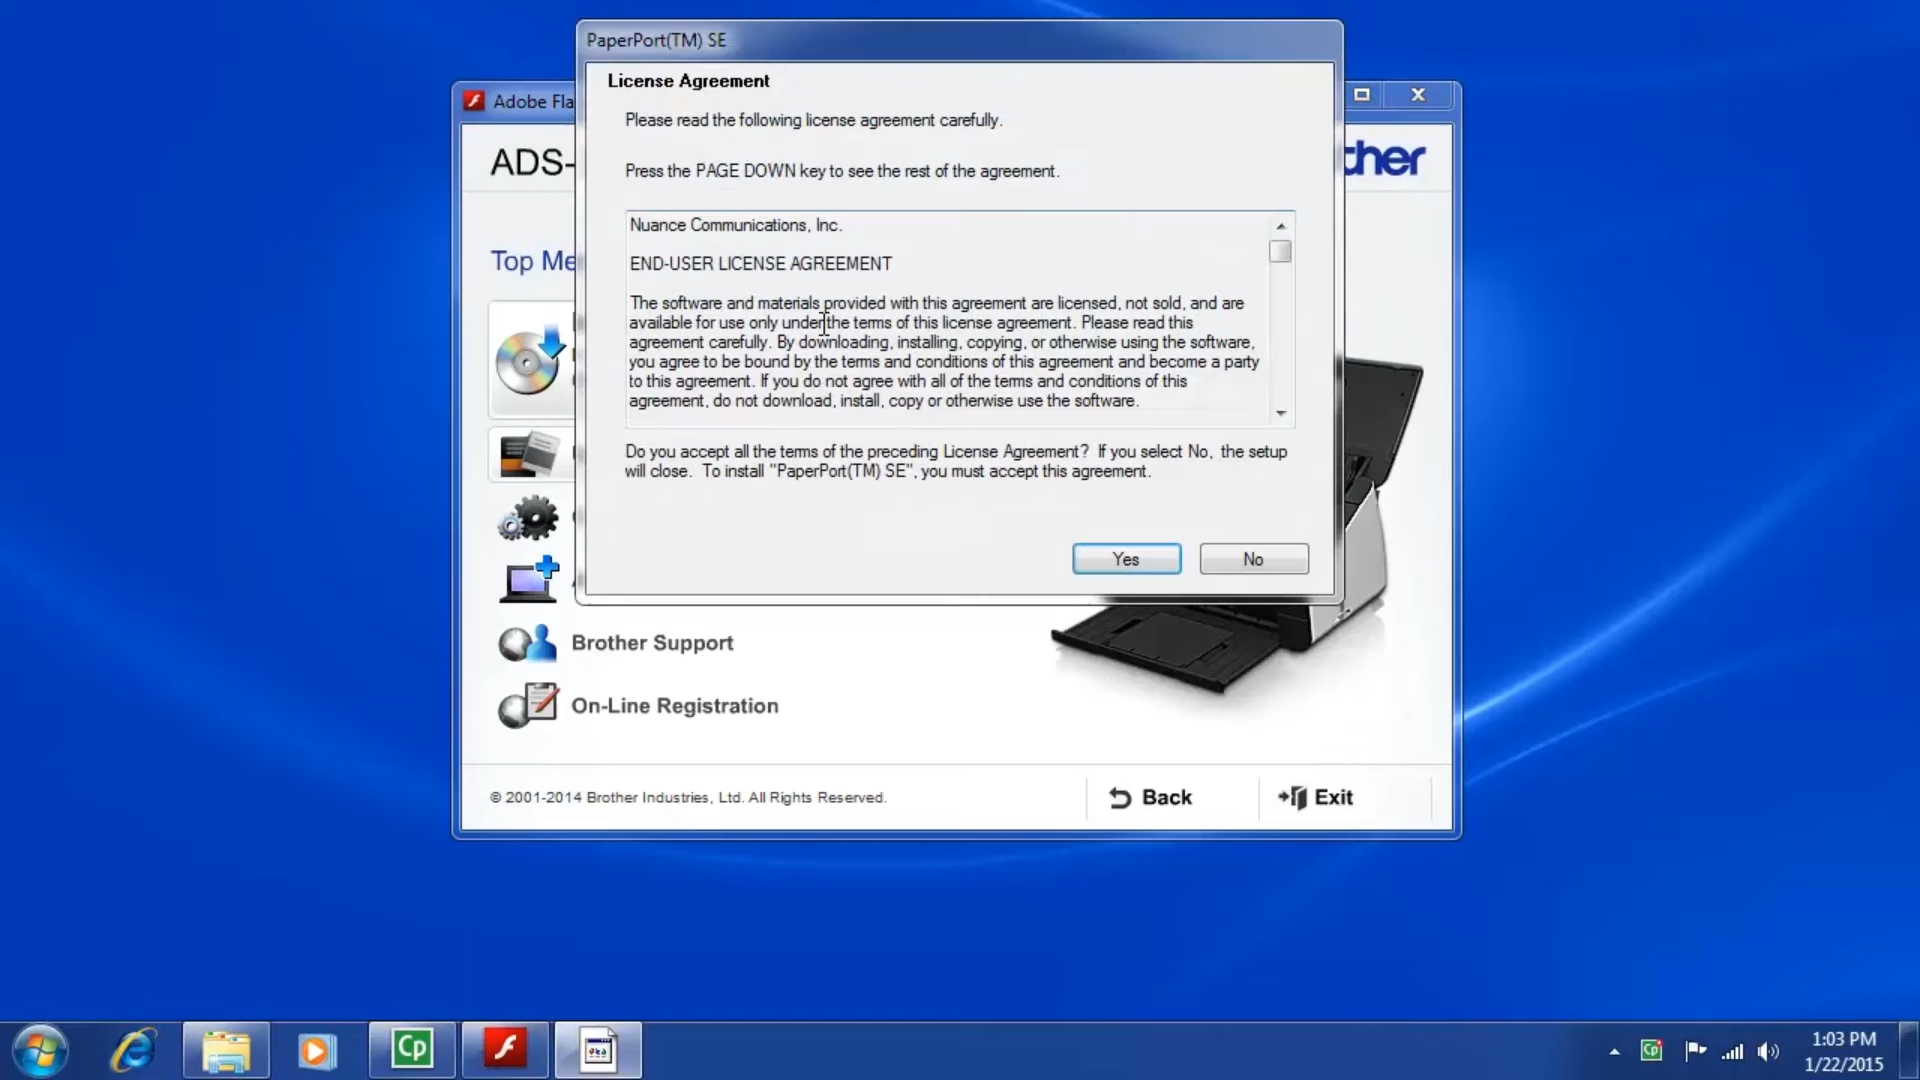 PaperPort(TM) SE
License Agreement
Please read the following license agreement carefully.
Press the PAGE DOWN key to see the rest of the agreement.
Nuance Communications, Inc.
END-USER LICENSE AGREEMENT
The software and materials provided with this agreement are licensed, not sold, and are
available for use only under the terms of this license agreement. Please read this
agreement carefully. By downloading, installing, copying, or otherwise using the software,
you agree to be bound by the terms and conditions of this agreement and become a party
to this agreement. If you do not agree with all of the terms and conditions of this
agreement, do not download, install, copy or otherwise use the software.
Do you accept all the terms of the preceding License Agreement? If you select No, the setup
will close. To install "PaperPort(TM) SE", you must accept this agreement.
Yes No
Adobe Fla
ADS- ther
Top Me
Brother Support
On-Line Registration
© 2001-2014 Brother Industries, Ltd. All Rights Reserved.
Back Exit
Cp
Cp
1:03 PM
1/22/2015